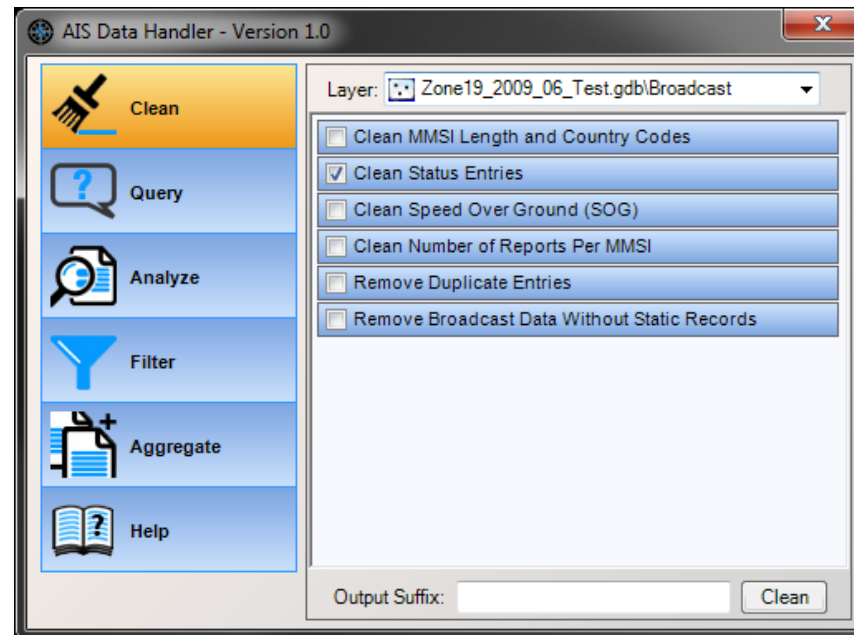 AIS Data Handler - Version 1.0
Clean
Query
Analyze
Filter
Aggregate
Help
Layer: Zone19_2009_06_Test.gdb\Broadcast
Clean MMSI Length and Country Codes
Clean Status Entries
Clean Speed Over Ground (SOG)
Clean Number of Reports Per MMSI
Remove Duplicate Entries
Remove Broadcast Data Without Static Records
Output Suffix: Clean